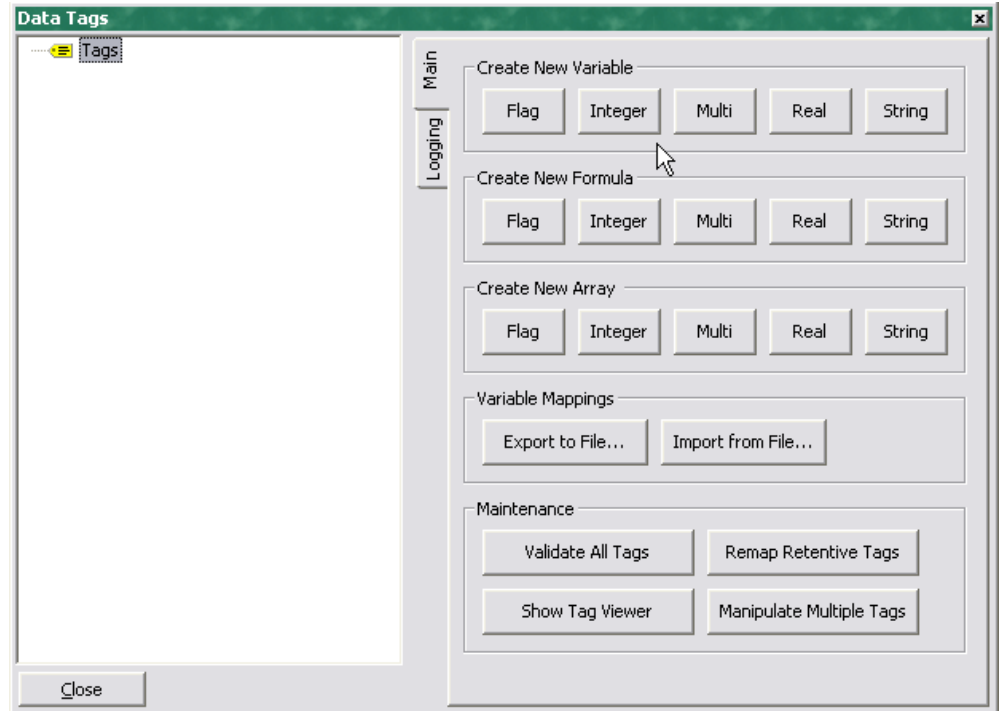 Data Tags
Tags
Main
Logging
Create New Variable
Flag Integer Multi Real String
Create New Formula
Flag Integer Multi Real String
Create New Array
Flag Integer Multi Real String
Variable Mappings
Export to File... Import from File...
Maintenance
Validate All Tags Remap Retentive Tags
Show Tag Viewer Manipulate Multiple Tags
Close